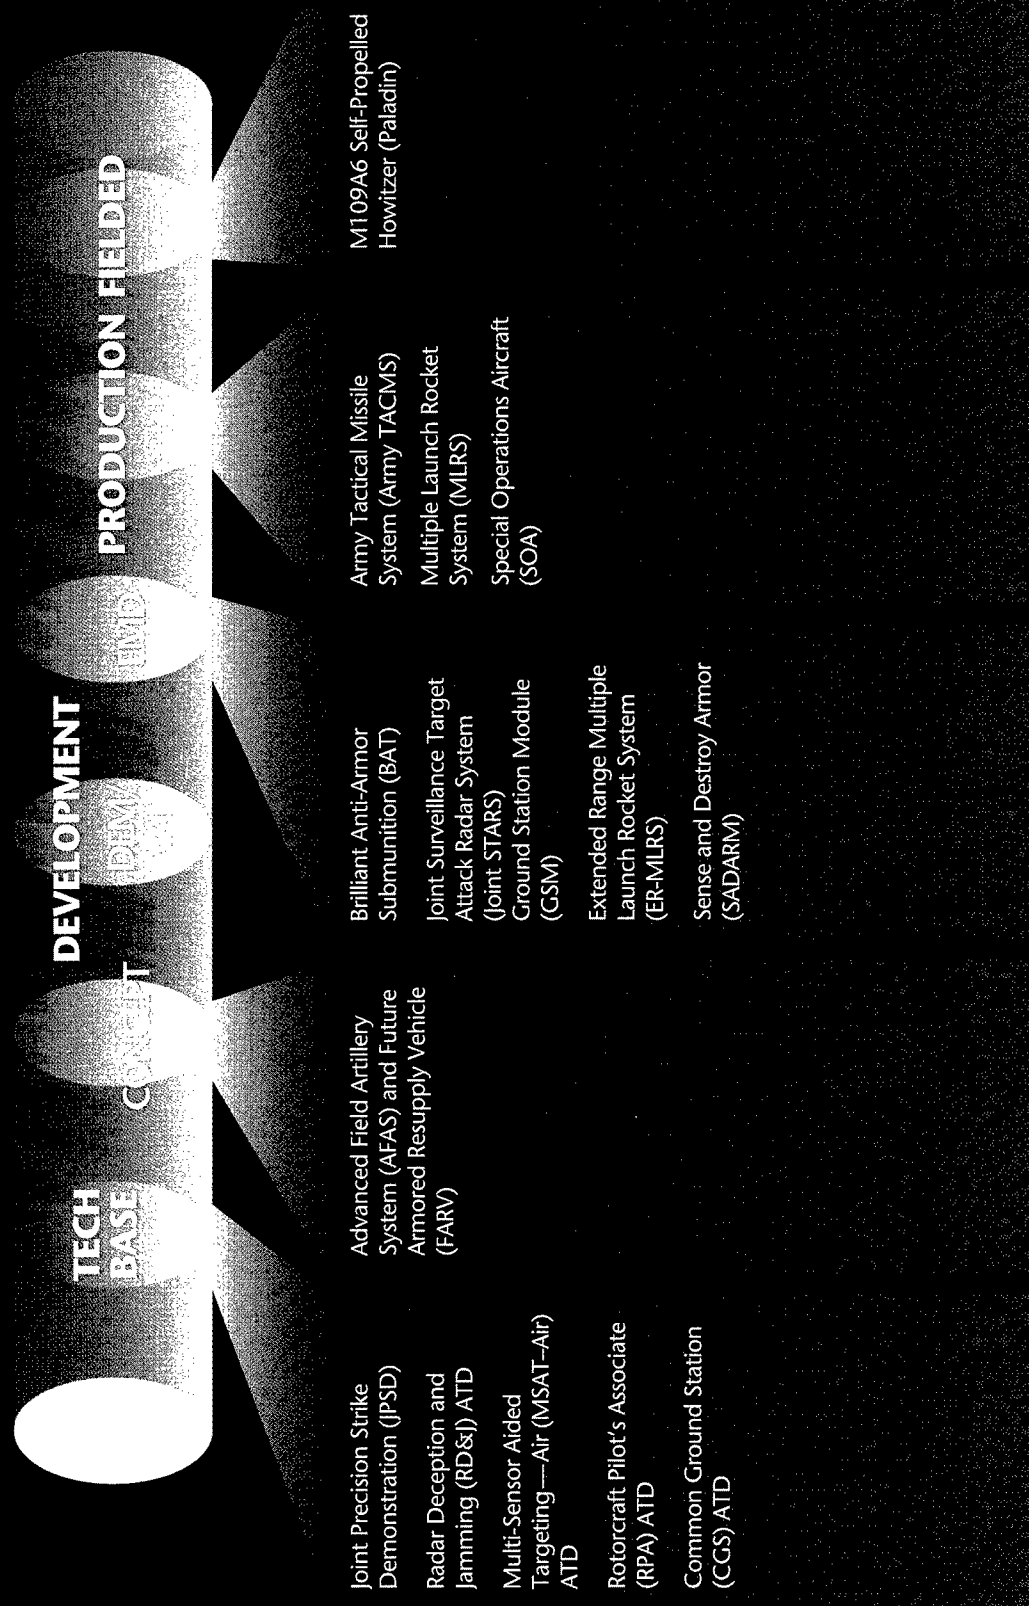 TECH
BASE
DEVELOPMENT
CONCEPT
DEM
EMD
PRODUCTION
FIELDED
Joint Precision Strike
Demonstration (JPSD)
Radar Deception and
Jamming (RD&J) ATD
Multi-Sensor Aided
Targeting—Air (MSAT–Air)
ATD
Rotorcraft Pilot's Associate
(RPA) ATD
Common Ground Station
(CGS) ATD
Advanced Field Artillery
System (AFAS) and Future
Armored Resupply Vehicle
(FARV)
Brilliant Anti-Armor
Submunition (BAT)
Joint Surveillance Target
Attack Radar System
(Joint STARS)
Ground Station Module
(GSM)
Extended Range Multiple
Launch Rocket System
(ER-MLRS)
Sense and Destroy Armor
(SADARM)
Army Tactical Missile
System (Army TACMS)
Multiple Launch Rocket
System (MLRS)
Special Operations Aircraft
(SOA)
M109A6 Self-Propelled
Howitzer (Paladin)